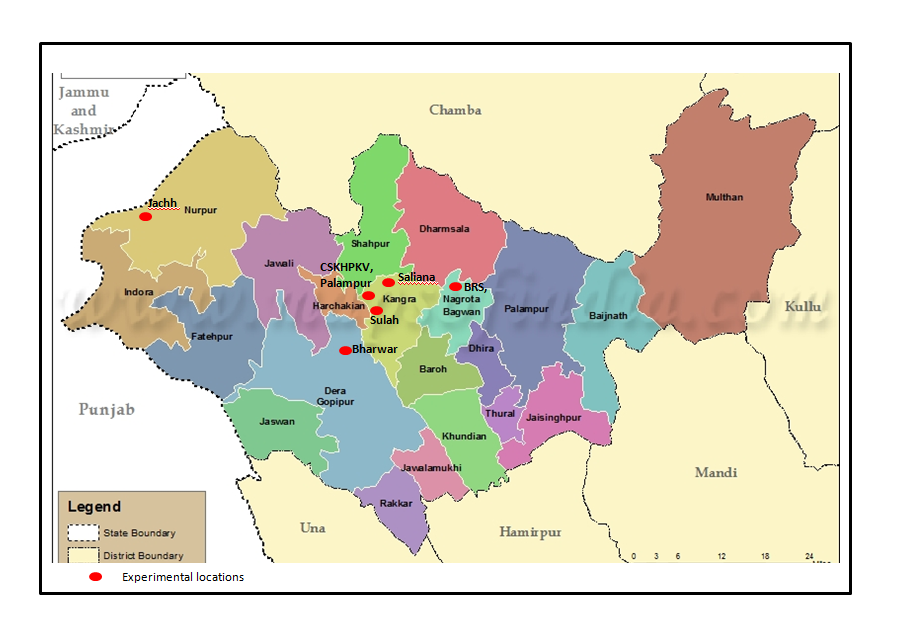 Jammu
and
Kashmir
Chamba
Multhan
Jachh
Nurpur
Dharmsala
Shahpur
Jawali
CSKHPKV,
Palampur
Saliana
BRS,
Indora
Harchakian
Kangra
Nagrota
Bagwan
Palampur
Baijnath
Kullu
Sulah
Fatehpur
Bharwar
Dhira
Baroh
Dera
Gopipur
Punjab
Jaswan
Thural
Jaisinghpur
Khundian
Jawalamukhi
Mandi
Rakkar
Una
Hamirpur
Legend
State Boundary
District Boundary
0 3 6 12 18 24
Experimental locations